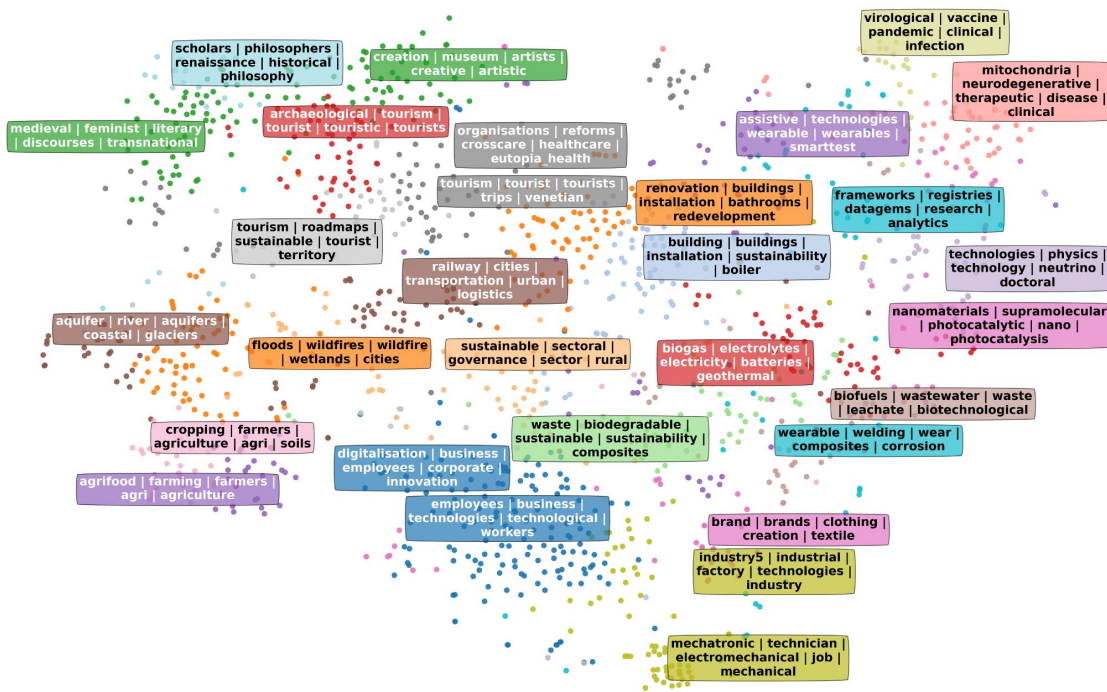 virological | vaccine |
pandemic | clinical |
infection
scholars | philosophers |
renaissance | historical |
philosophy
creation | museum | artists |
creative | artistic
mitochondria |
neurodegenerative |
therapeutic | disease |
clinical
archaeological | tourism |
tourist | touristic | tourists
medieval | feminist | literary
| discourses | transnational
organisations | reforms |
crosscare | healthcare |
eutopia_health
assistive | technologies |
wearable | wearables |
smarttest
tourism | tourist | tourists |
trips | venetian
renovation | buildings |
installation | bathrooms |
redevelopment
frameworks | registries |
datagems | research |
analytics
tourism | roadmaps |
sustainable | tourist |
territory
building | buildings |
installation | sustainability
| boiler
technologies | physics |
technology | neutrino |
doctoral
railway | cities |
transportation | urban |
logistics
nanomaterials | supramolecular
| photocatalytic | nano |
photocatalysis
aquifer | river | aquifers |
coastal | glaciers
floods | wildfires | wildfire
| wetlands | cities
sustainable | sectoral |
governance | sector | rural
biogas | electrolytes |
electricity | batteries |
geothermal
biofuels | wastewater | waste
| leachate | biotechnological
cropping | farmers |
agriculture | agri | soils
waste | biodegradable |
sustainable | sustainability |
composites
wearable | welding | wear |
composites | corrosion
digitalisation | business |
employees | corporate |
innovation
agrifood | farming | farmers |
agri | agriculture
employees | business |
technologies | technological |
workers
brand | brands | clothing |
creation | textile
industry5 | industrial |
factory | technologies |
industry
mechatronic | technician |
electromechanical | job |
mechanical